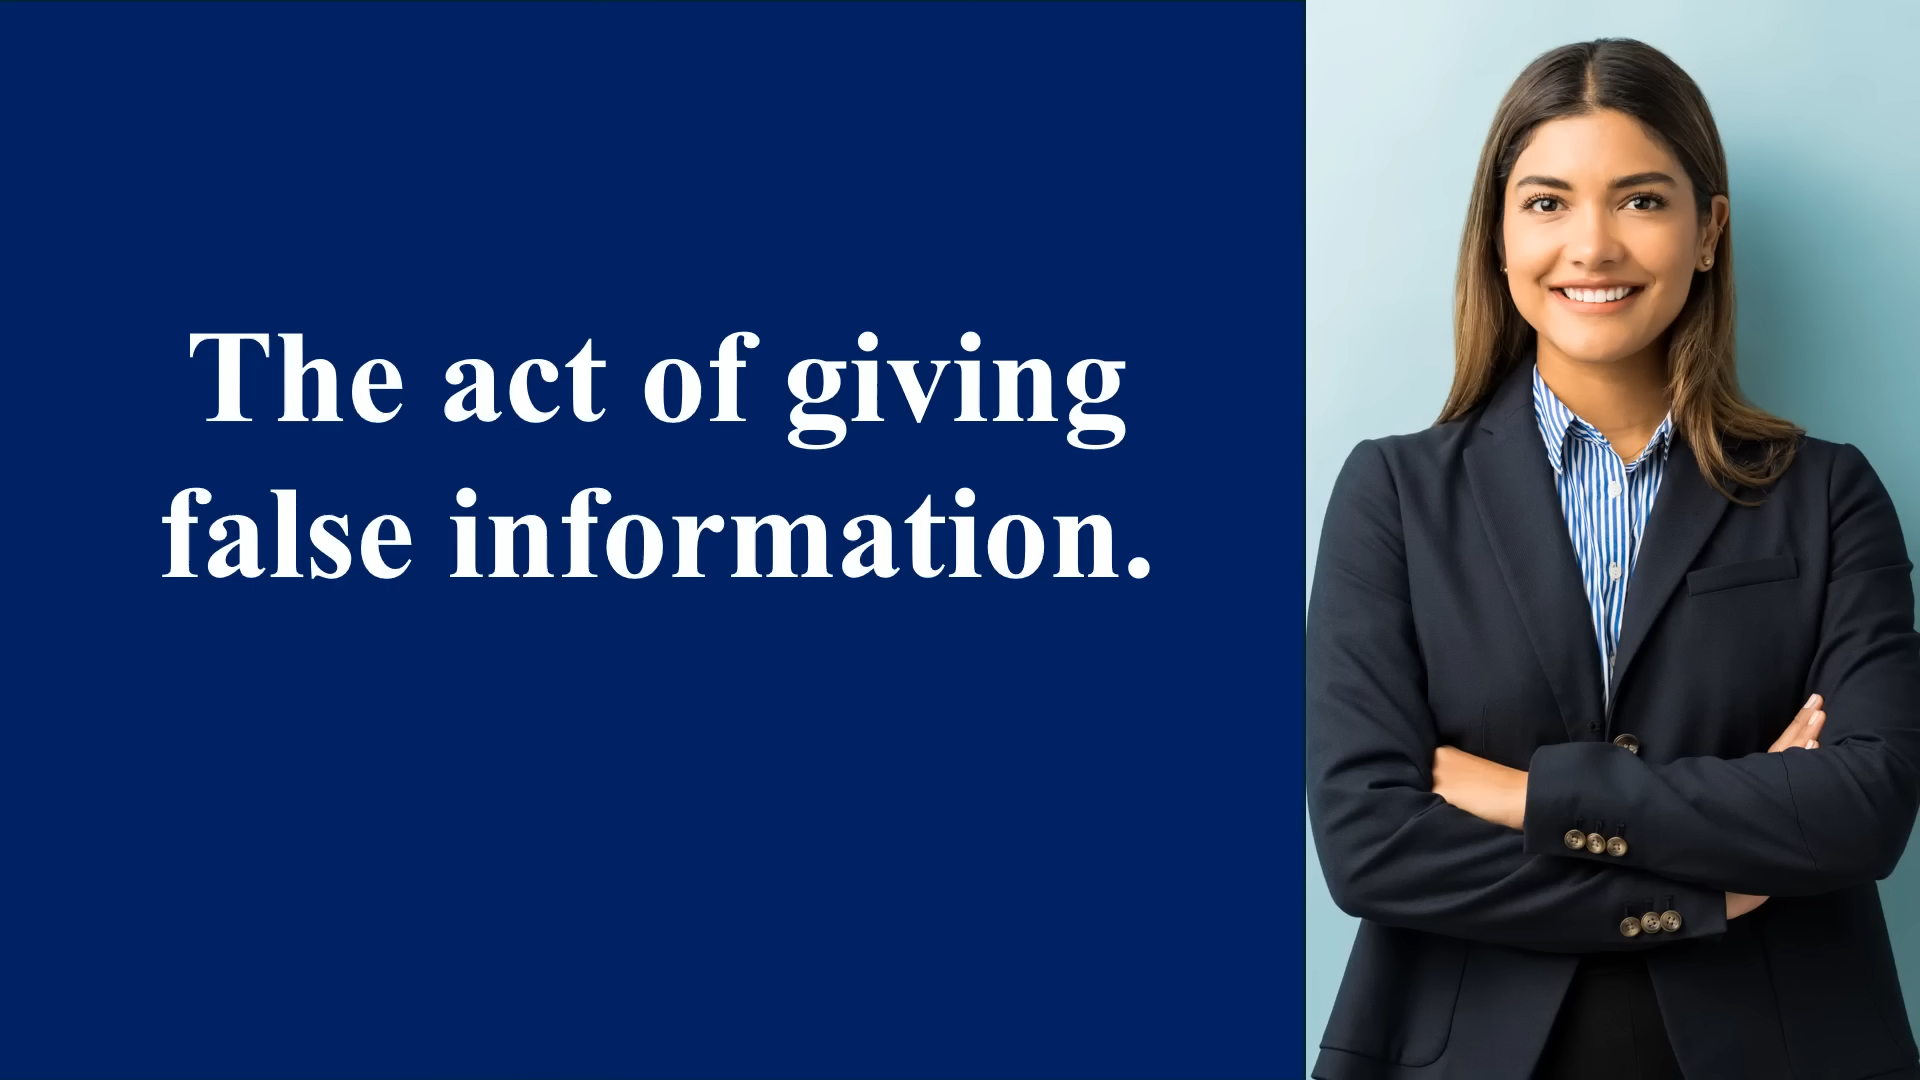 The act of giving
false information.